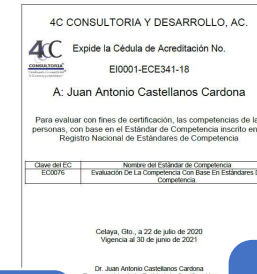 4C CONSULTORIA Y DESARROLLO, AC.
4C
CONSULTORIA
Expide la Cédula de Acreditación No.
EI0001-ECE341-18
A: Juan Antonio Castellanos Cardona
Para evaluar con fines de certificación, las competencias de la
personas, con base en el Estándar de Competencia inscrito en
Registro Nacional de Estándares de Competencia
Clave del EC Nombre del Estándar de Competencia
EC0076 Evaluación De La Competencia Con Base En Estándares
Competencia.
Celaya, Gto., a 22 de julio de 2020
Vigencia al 30 de junio de 2021
Dr. Juan Antonio Castellanos Cardona